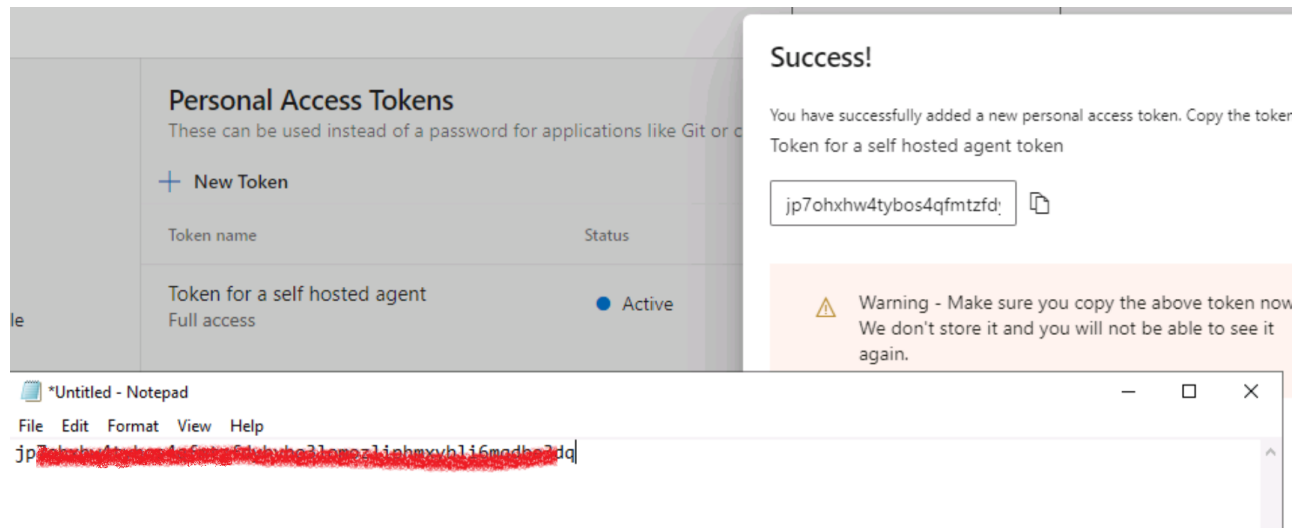 Success!
Personal Access Tokens
These can be used instead of a password for applications like Git or c
You have successfully added a new personal access token. Copy the token
Token for a self hosted agent token
New Token
jp7ohxhw4tybos4qfmtzfd
Token name Status
Token for a self hosted agent Active
Full access
le
Warning - Make sure you copy the above token now
We don't store it and you will not be able to see it
again.
*Untitled - Notepad
File Edit Format View Help